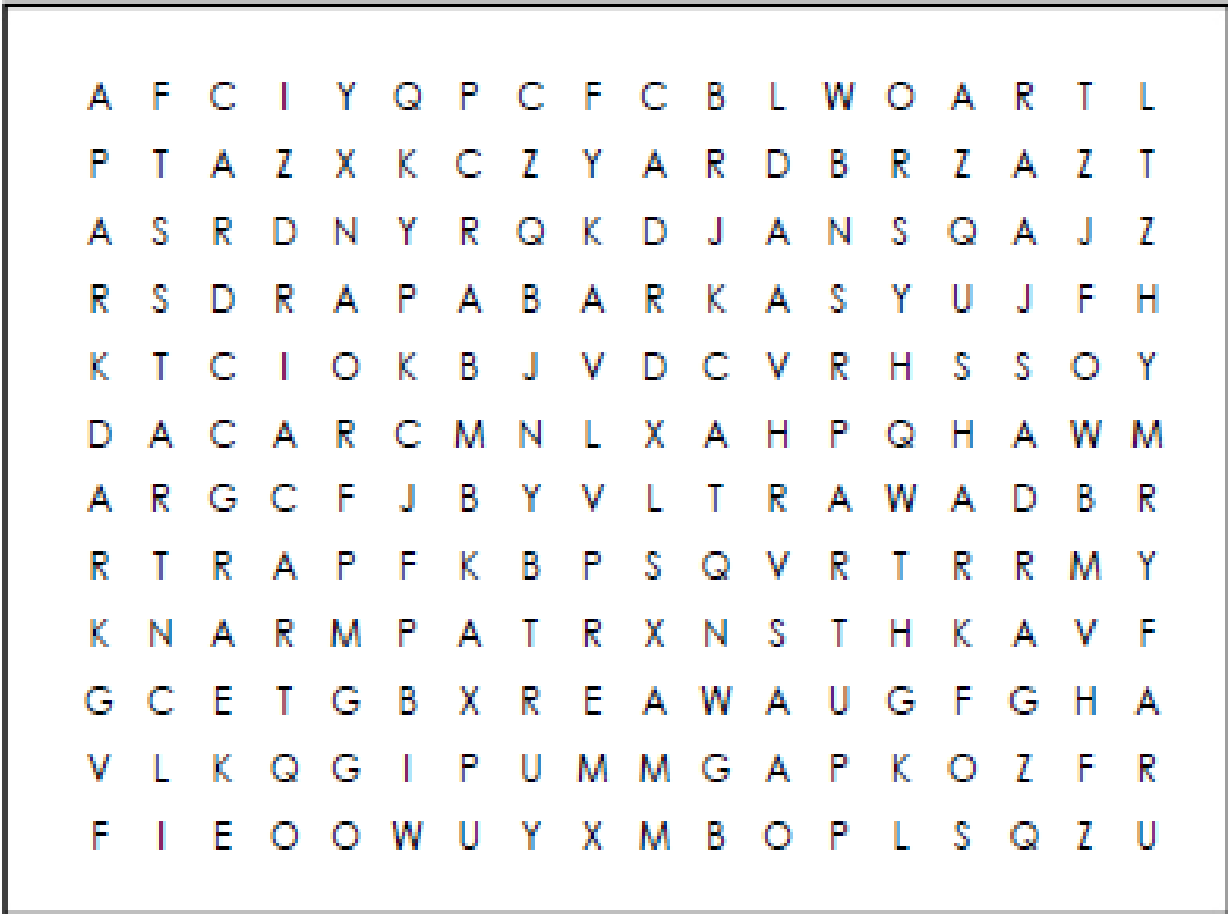 A F C I Y Q P C F C B L W O A R T L
P T A Z X K C Z Y A R D B R Z A Z T
A S R D N Y R Q K D J A N S Q A J Z
R S D R A P A B A R K A S Y U J F H
K T C I O K B J V D C V R H S S O Y
D A C A R C M N L X A H P Q H A W M
A R G C F J B Y V L T R A W A D B R
R T R A P F K B P S Q V R T R R M Y
K N A R M P A T R X N S T H K A V F
G C E T G B X R E A W A U G F G H A
V L K Q G I P U M M G A P K O Z F R
F I E O O W U Y X M B O P L S Q Z U